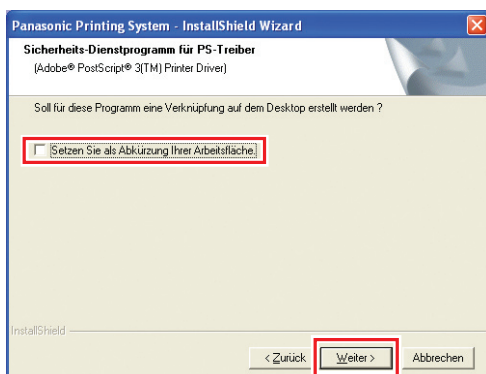 Panasonic Printing System - InstallShield Wizard
Sicherheits-Dienstprogramm für PS-Treiber
(Adobe® PostScript® 3(TM) Printer Driver)
Soll für diese Programm eine Verknüpfung auf dem Desktop erstellt werden ?
Setzen Sie als Abkürzung Ihrer Arbeitsfläche.
InstallShield
< Zurück Weiter > Abbrechen